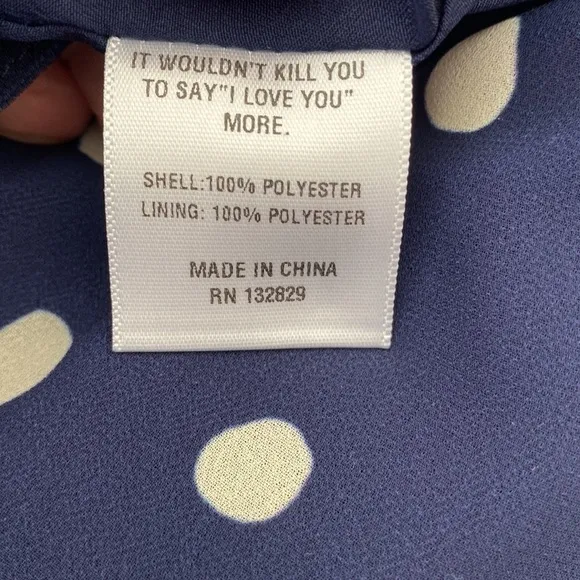 IT WOULDN'T KILL YOU
TO SAY"I LOVE YOU"
MORE.
SHELL:100% POLYESTER
LINING: 100% POLYESTER
MADE IN CHINA
RN 132829